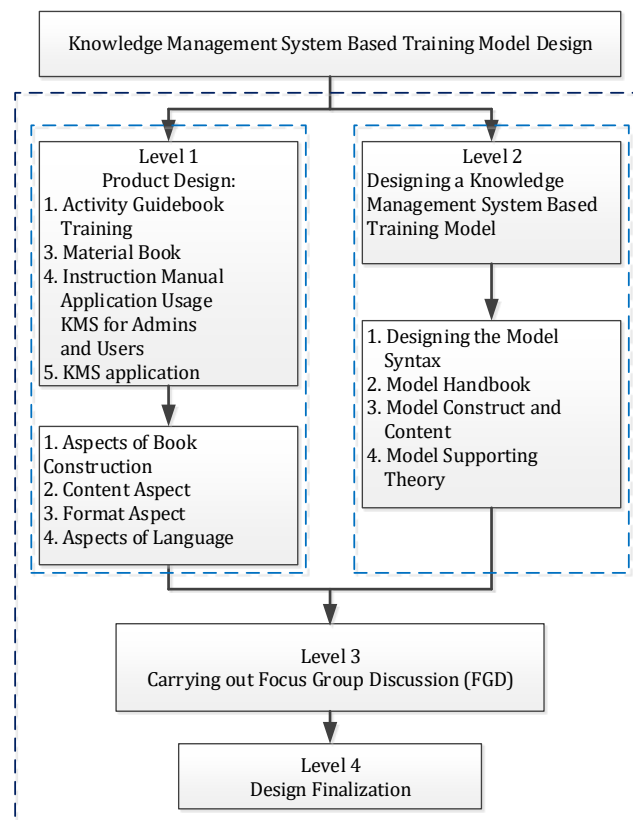 Knowledge Management System Based Training Model Design
Level 1
Product Design:
1. Activity Guidebook
Training
3. Material Book
4. Instruction Manual
Application Usage
KMS for Admins
and Users
5. KMS application
1. Aspects of Book
Construction
2. Content Aspect
3. Format Aspect
4. Aspects of Language
Level 2
Designing a Knowledge
Management System Based
Training Model
1. Designing the Model
Syntax
2. Model Handbook
3. Model Construct and
Content
4. Model Supporting
Theory
Level 3
Carrying out Focus Group Discussion (FGD)
Level 4
Design Finalization